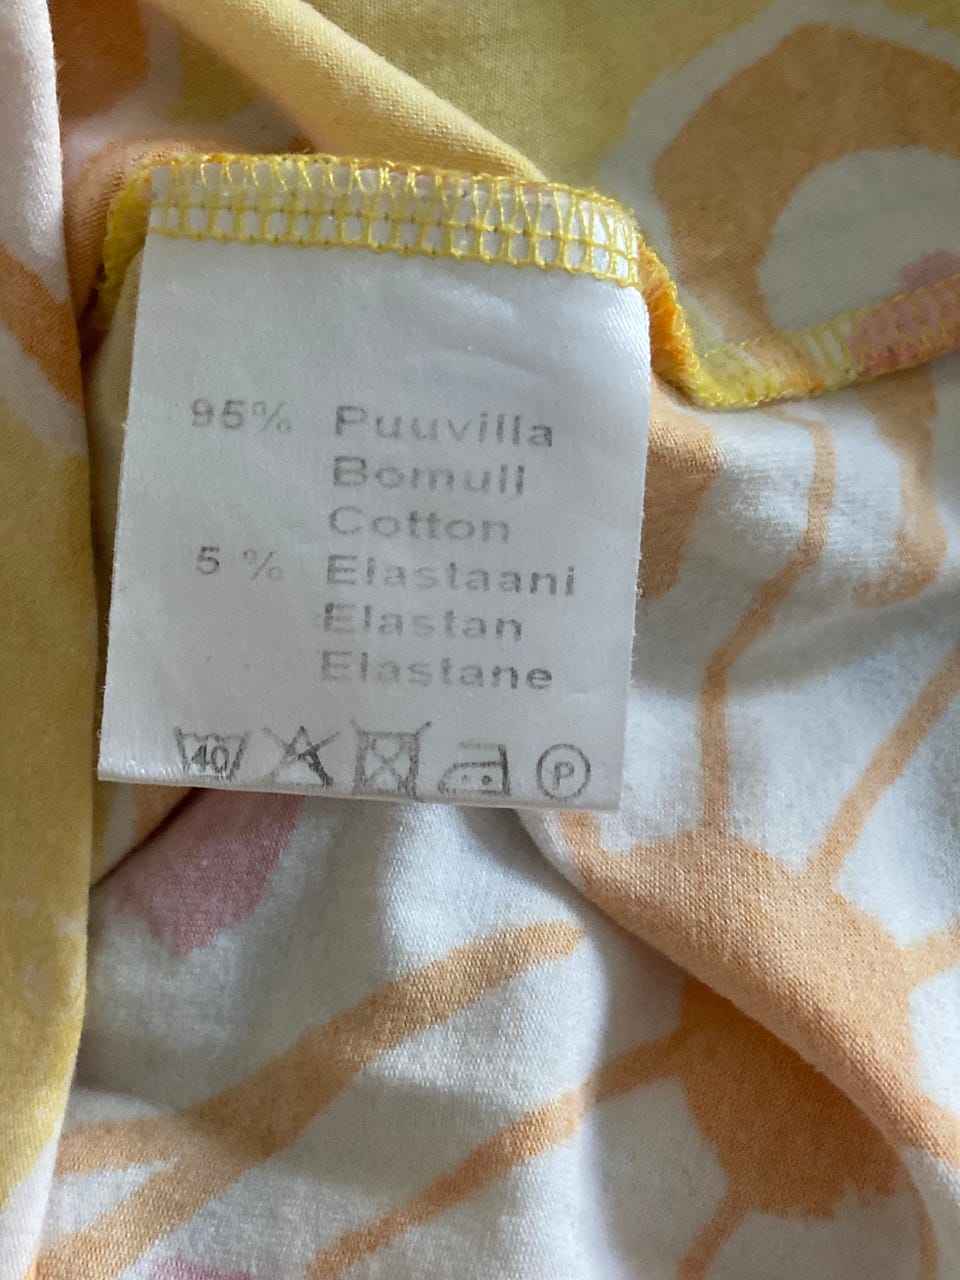 95% Puuvilla
Bomull
Cotton
5 % Elastaani
Elastan
Elastane
40 P